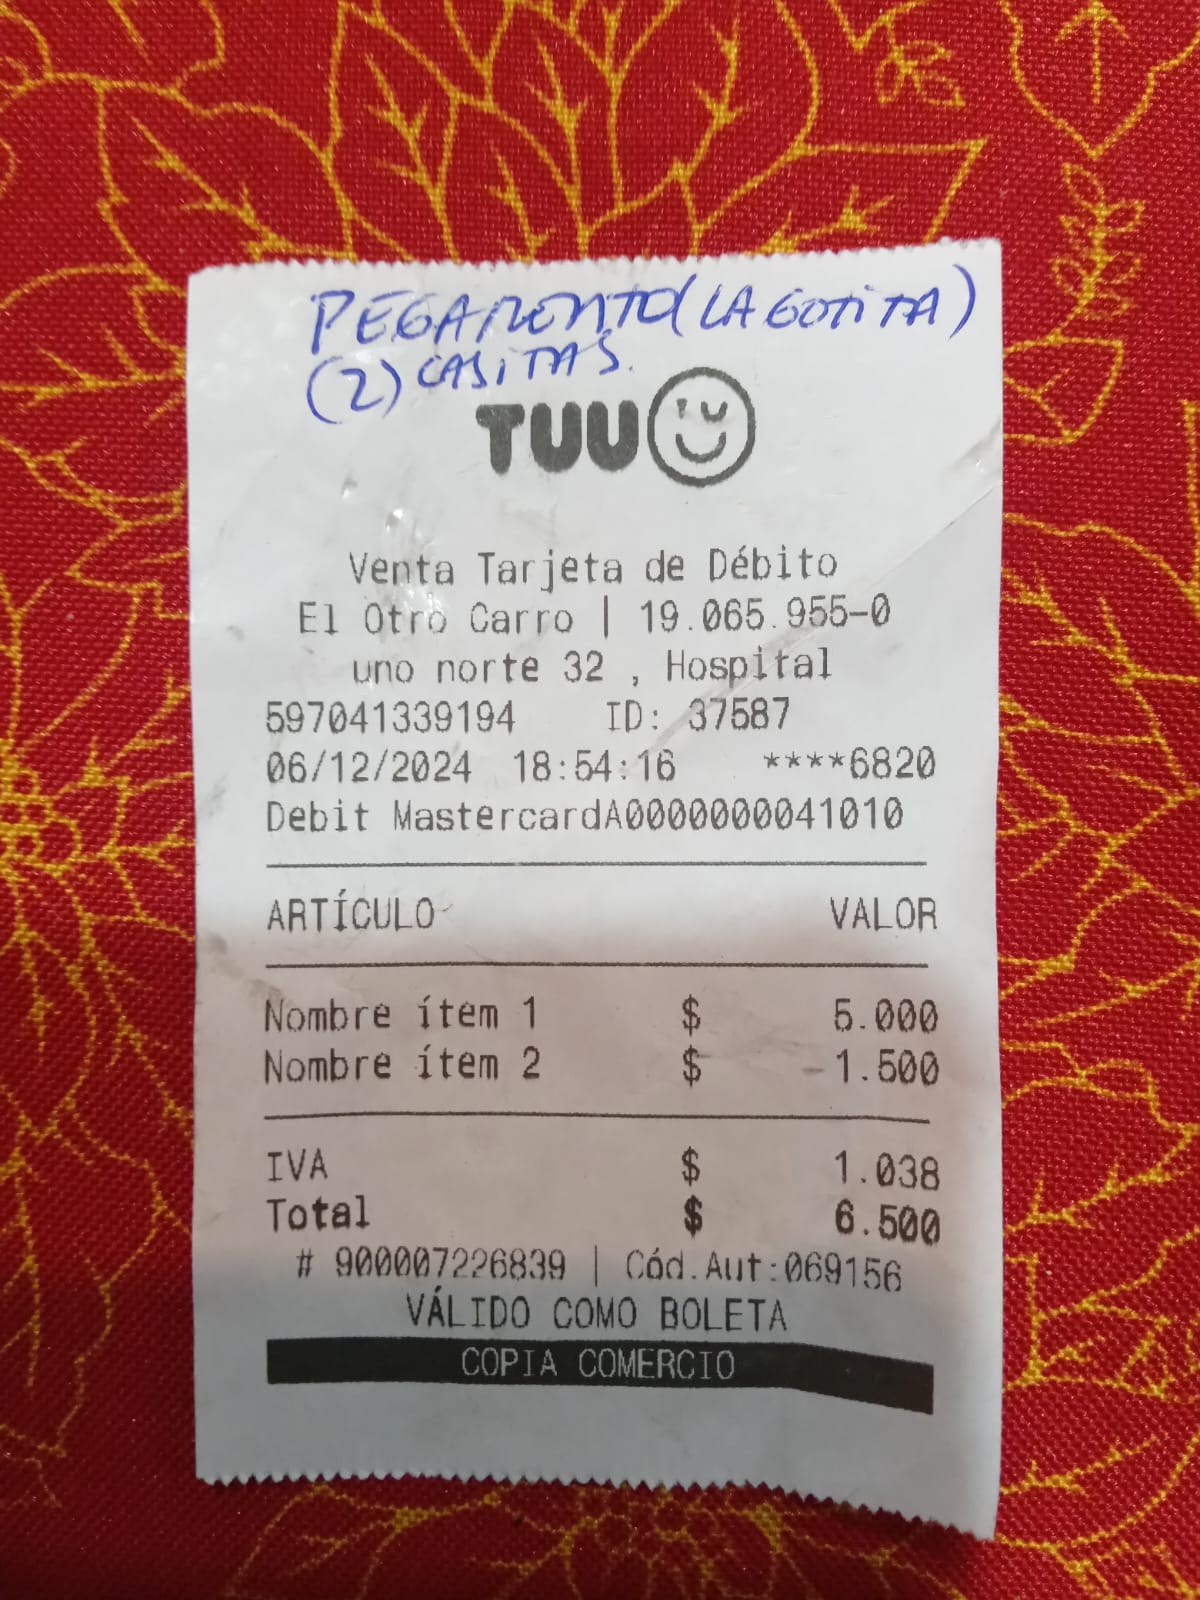 PEGAMENTO (LA GOTITA)
(2) CASITAS.
TUU
Venta Tarjeta de Débito
El Otro Carro | 19.065.955-0
uno norte 32 , Hospital
597041339194 ID: 37587
06/12/2024 18:54:16 ****6820
Debit MastercardA0000000041010
ARTÍCULO VALOR
Nombre ítem 1 $ 5.000
Nombre ítem 2 $ 1.500
IVA $ 1.038
Total $ 6.500
# 900007226839 | Cód.Aut:069156
VÁLIDO COMO BOLETA
COPIA COMERCIO